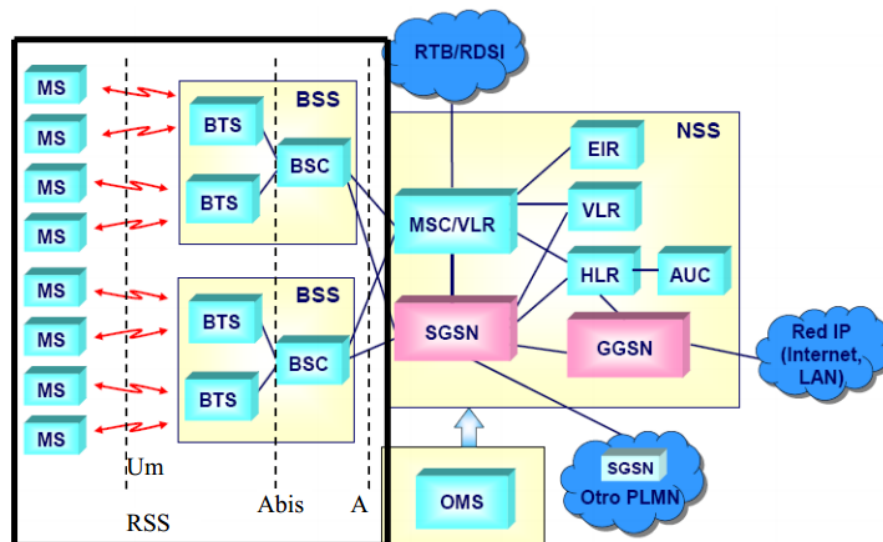 RTB/RDSI
MS
MS
MS
MS
MS
MS
MS
MS
BSS
BTS
BTS
BSC
BSS
BTS
BTS
BSC
NSS
EIR
MSC/VLR
VLR
HLR
AUC
SGSN
GGSN
Red IP
(Internet,
LAN)
Um
Abis
A
RSS
OMS
SGSN
Otro PLMN